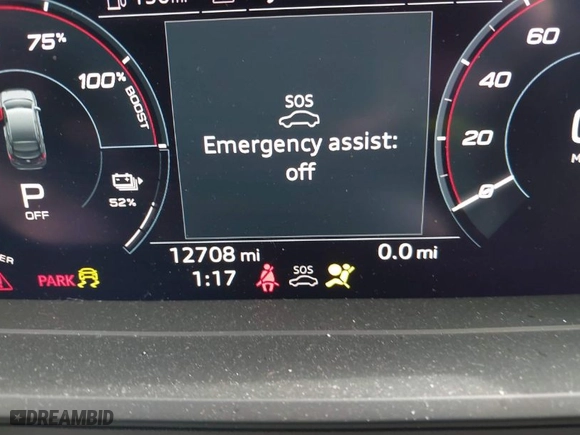 75%
60
100%
BOOST
40
SOS
Emergency assist:
off
20
P
OFF
52%
0
12708 mi
0.0 mi
PARK
1:17
SOS
DREAMBID